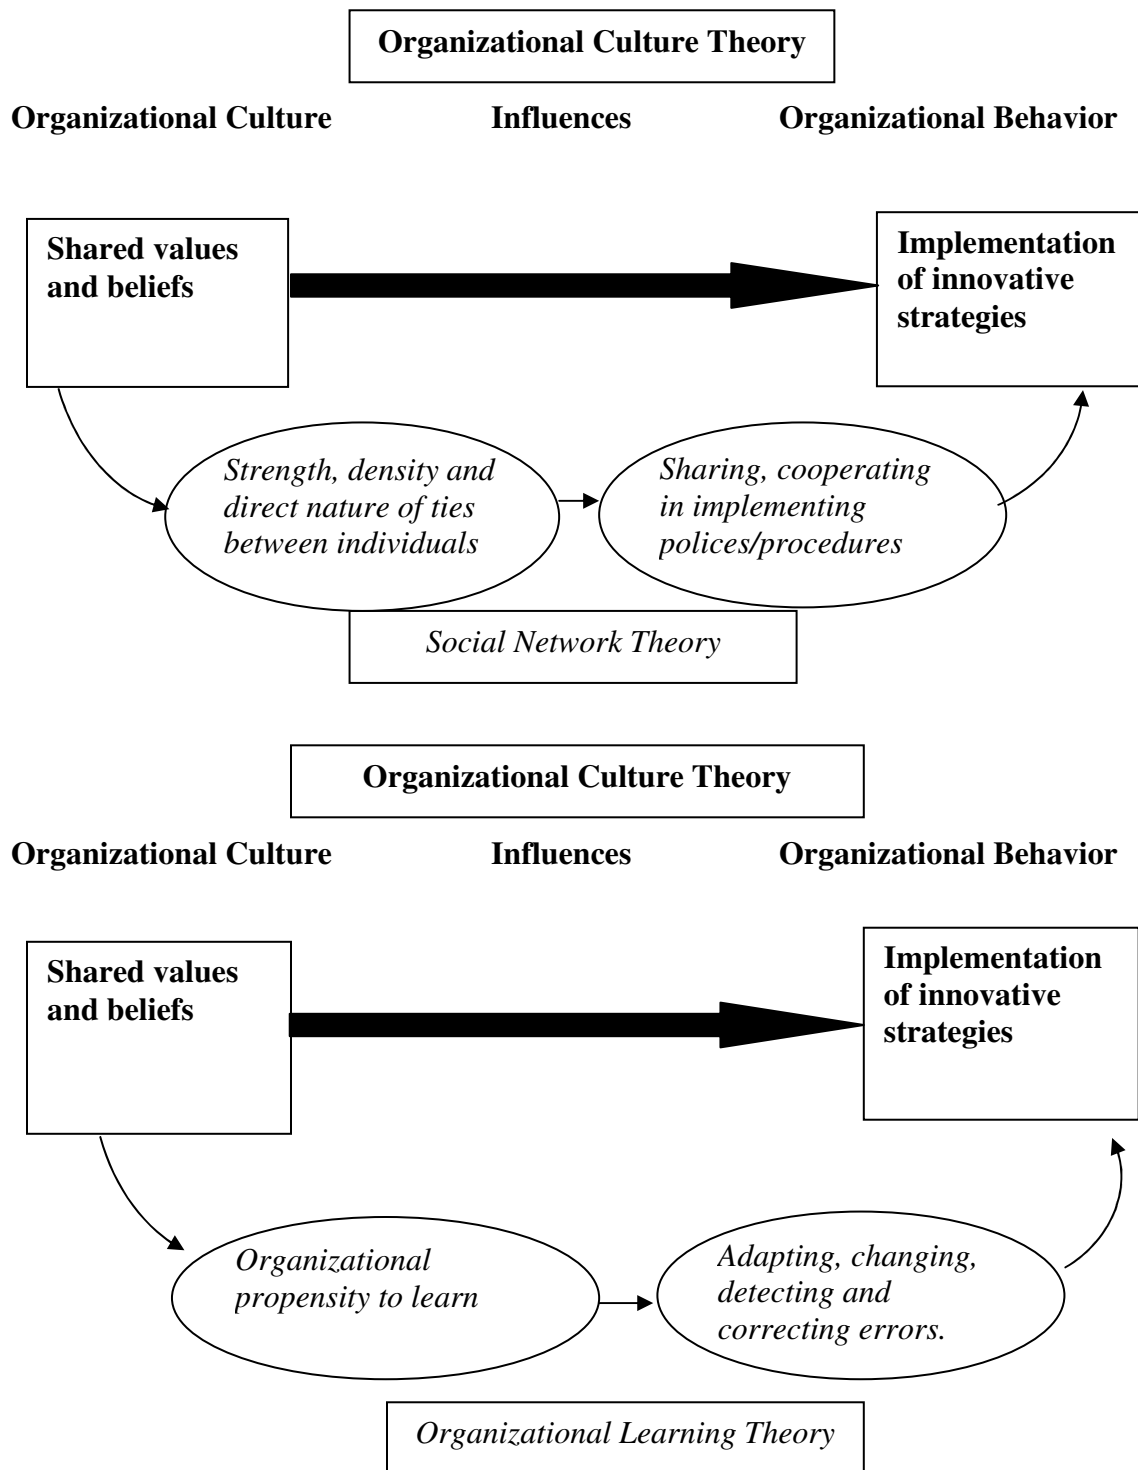 Organizational Culture Theory
Organizational Culture Influences Organizational Behavior
Shared values
and beliefs
Implementation
of innovative
strategies
Strength, density and
direct nature of ties
between individuals
Sharing, cooperating
in implementing
polices/procedures
Social Network Theory
Organizational Culture Theory
Organizational Culture Influences Organizational Behavior
Shared values
and beliefs
Implementation
of innovative
strategies
Organizational
propensity to learn
Adapting, changing,
detecting and
correcting errors.
Organizational Learning Theory